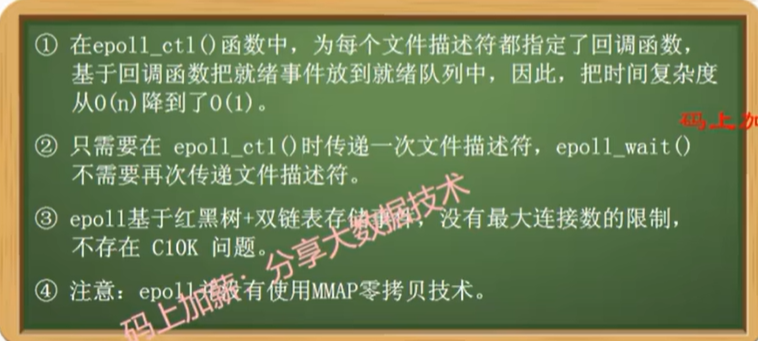 ① 在epoll_ctl()函数中，为每个文件描述符都指定了回调函数，
基于回调函数把就绪事件放到就绪队列中，因此，把时间复杂度
从O(n)降到了O(1)。
码上加
② 只需要在 epoll_ctl()时传递一次文件描述符，epoll_wait()
不需要再次传递文件描述符。
③ epoll基于红黑树+双链表存储事件，没有最大连接数的限制，
不存在 C10K 问题。
④ 注意：epoll并没有使用MMAP零拷贝技术。
码上加薪：分享大数据技术